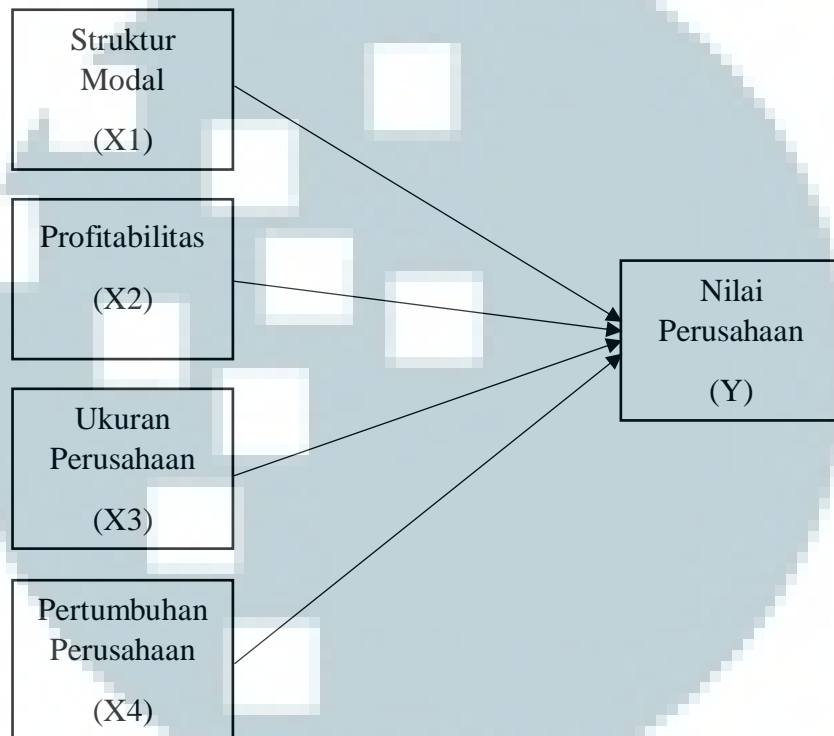 Struktur
Modal
(X1)
Profitabilitas
(X2)
Ukuran
Perusahaan
(X3)
Pertumbuhan
Perusahaan
(X4)
Nilai
Perusahaan
(Y)